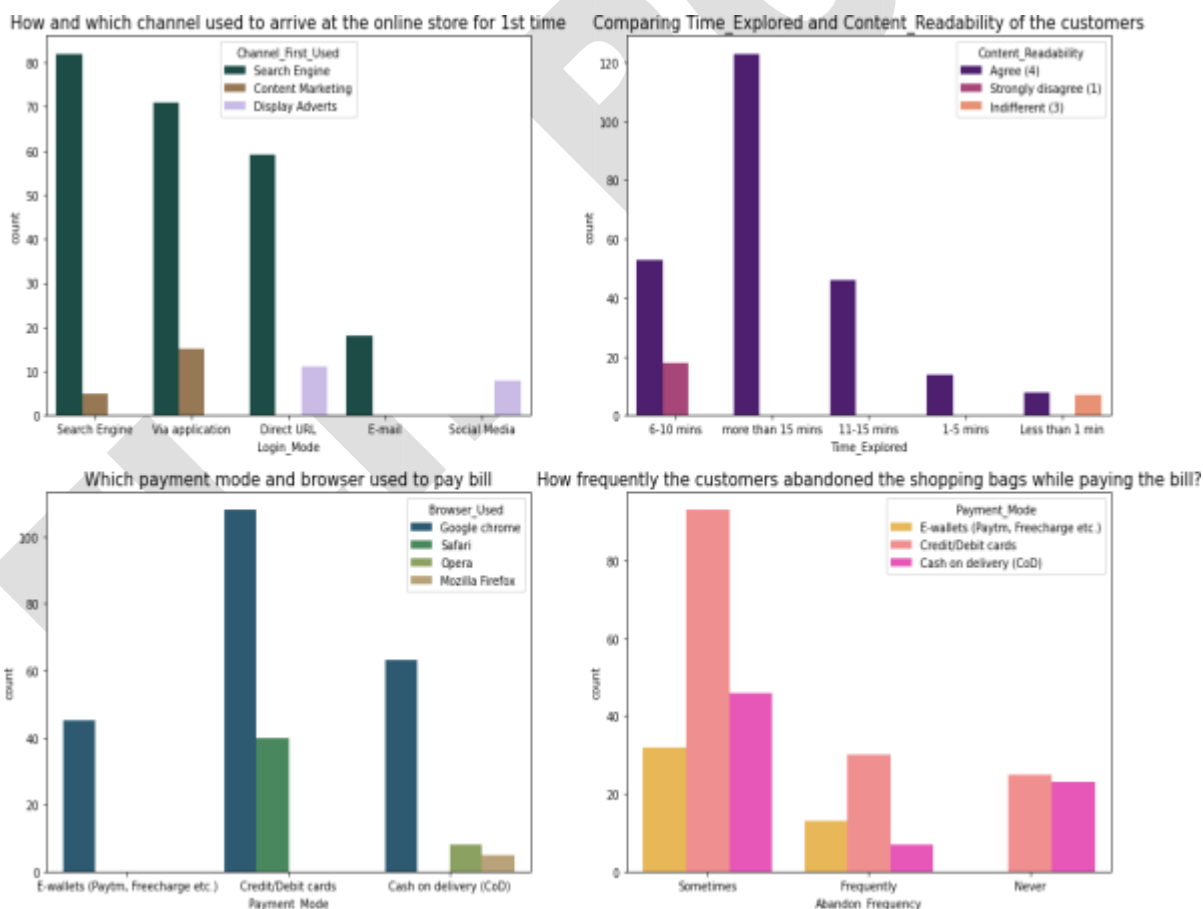 How and which channel used to arrive at the online store for 1st time
Channel_First_Used
Search Engine
Content Marketing
Display Adverts
80
70
60
50
40
30
20
10
0
count
Search Engine Via application Direct URL E-mail Social Media
Login_Mode
Comparing Time_Explored and Content_Readability of the customers
Content_Readability
Agree (4)
Strongly disagree (1)
Indifferent (3)
120
100
80
60
40
20
0
count
6-10 mins more than 15 mins 11-15 mins 1-5 mins Less than 1 min
Time_Explored
Which payment mode and browser used to pay bill
Browser_Used
Google chrome
Safari
Opera
Mozilla Firefox
100
80
60
40
20
0
count
E-wallets (Paytm, Freecharge etc.) Credit/Debit cards Cash on delivery (CoD)
Payment_Mode
How frequently the customers abandoned the shopping bags while paying the bill?
Payment_Mode
E-wallets (Paytm, Freecharge etc.)
Credit/Debit cards
Cash on delivery (CoD)
80
60
40
20
0
count
Sometimes Frequently Never
Abandon_Frequency